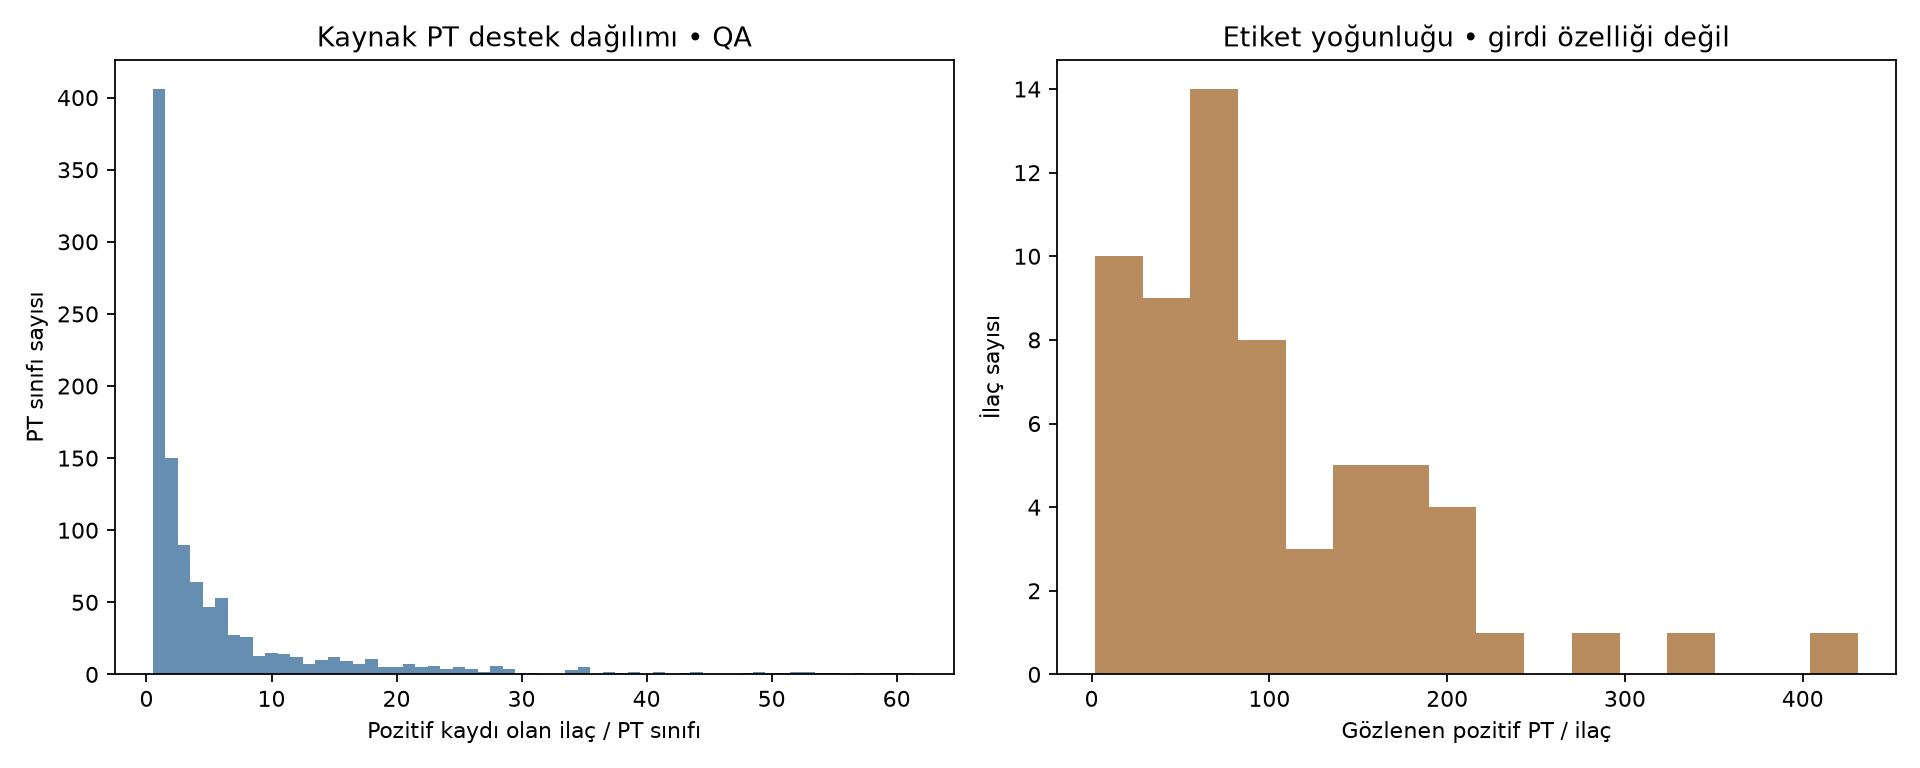 Kaynak PT destek dağılımı • QA
PT sınıfı sayısı
400
350
300
250
200
150
100
50
0
0 10 20 30 40 50 60
Pozitif kaydı olan ilaç / PT sınıfı
Etiket yoğunluğu • girdi özelliği değil
İlaç sayısı
14
12
10
8
6
4
2
0
0 100 200 300 400
Gözlenen pozitif PT / ilaç